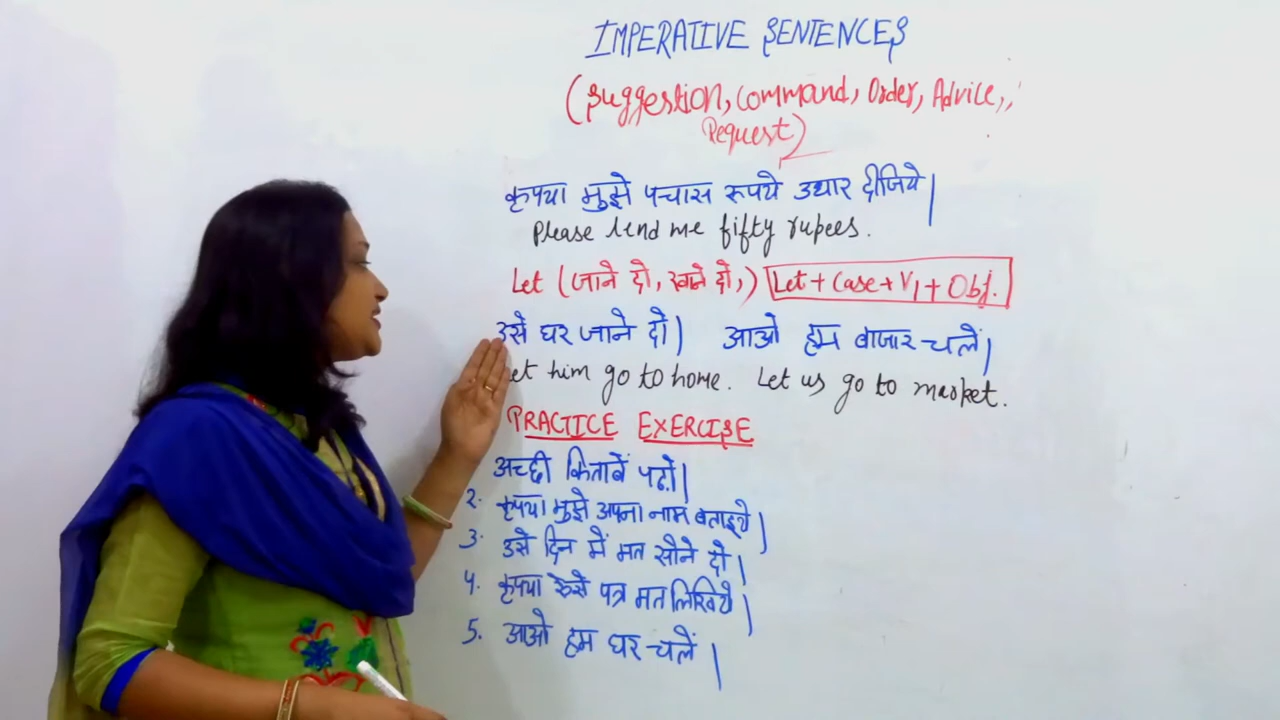 IMPERATIVE SENTENCES
(Suggestion, Command, Order, Advice,,
Request)
कृपया मुझे पचास रूपये उधार दीजिये।
Please lend me fifty rupees.
Let (जाने दो, खाने दो,) Let + Case + V1 + Obj.
उसे घर जाने दो। आओ हम बाजार चलें।
Let him go to home. Let us go to market.
PRACTICE EXERCISE
अच्छी किताबें पढ़ो।
2. कृपया मुझे अपना नाम बताइये।
3. उसे दिन में मत सोने दो।
4. कृपया पत्र मत लिखिये।
5. आओ हम घर चलें।